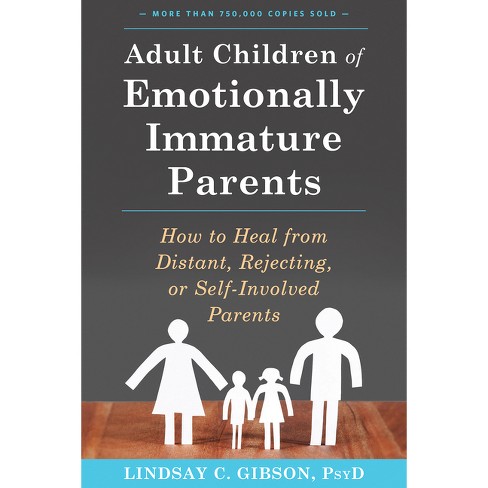 — MORE THAN 750,000 COPIES SOLD —
Adult Children of
Emotionally
Immature
Parents
How to Heal from
Distant, Rejecting,
or Self-Involved
Parents
LINDSAY C. GIBSON, PSYD